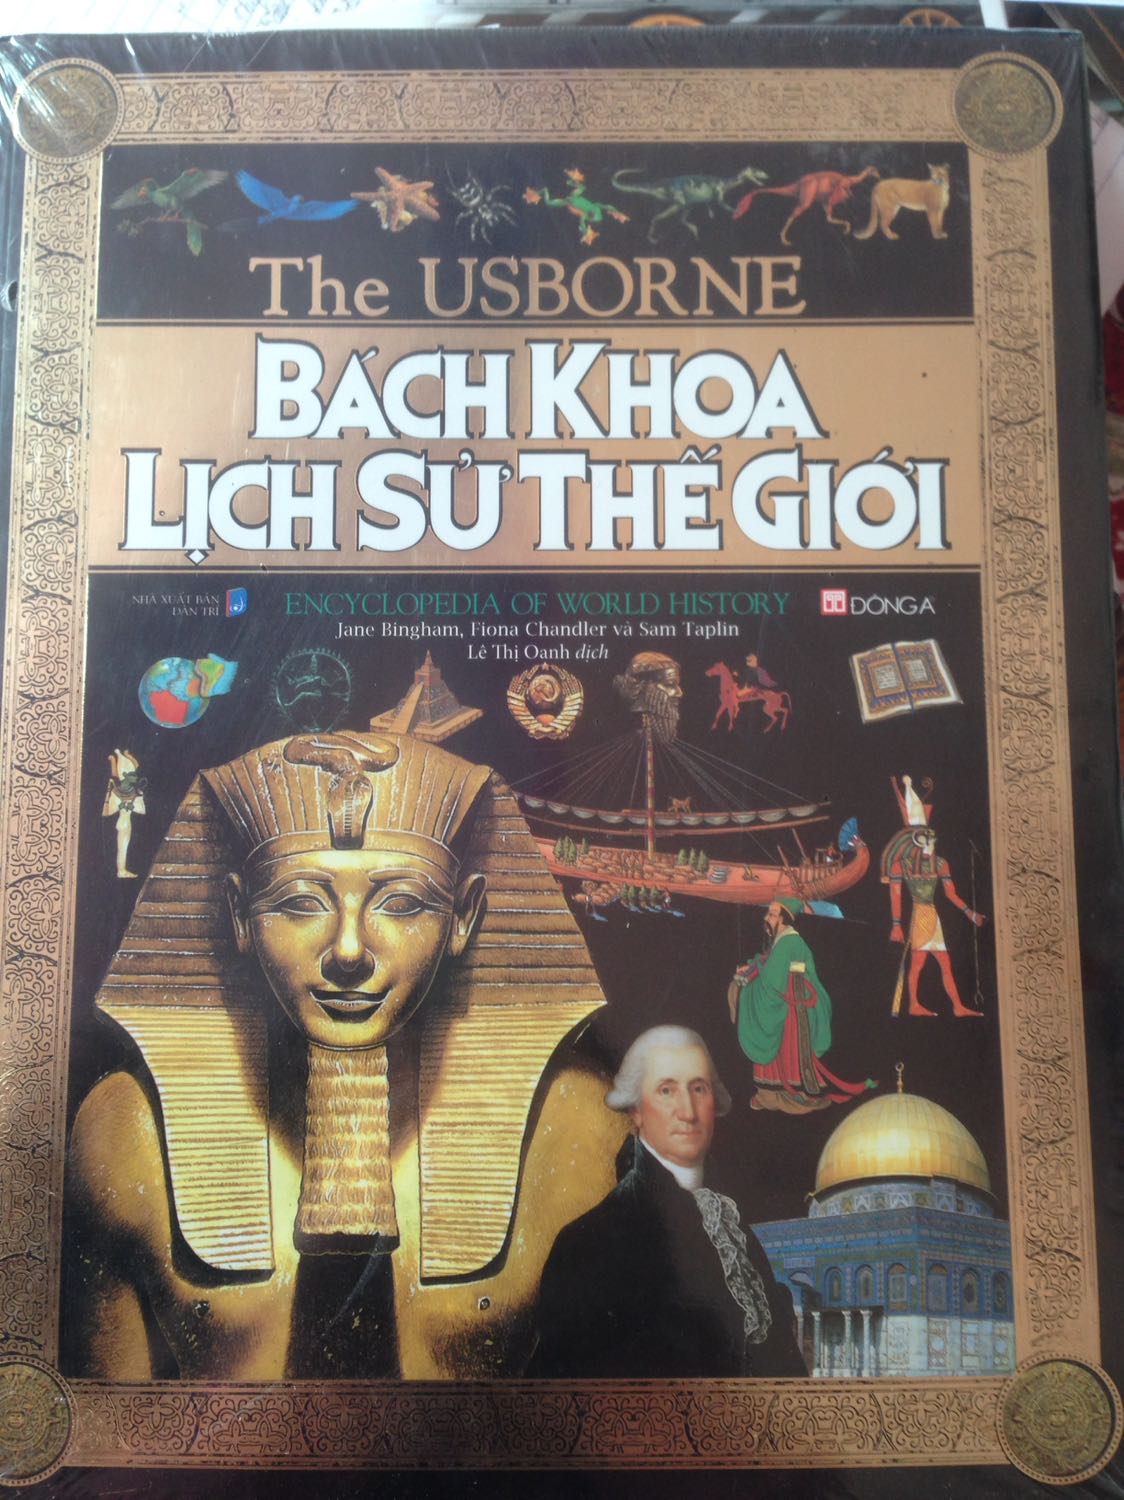 The USBORNE
BÁCH KHOA
LỊCH SỬ THẾ GIỚI
NHÀ XUẤT BẢN
DÂN TRÍ
ENCYCLOPEDIA OF WORLD HISTORY
ĐÔNG A
Jane Bingham, Fiona Chandler và Sam Taplin
Lê Thị Oanh dịch